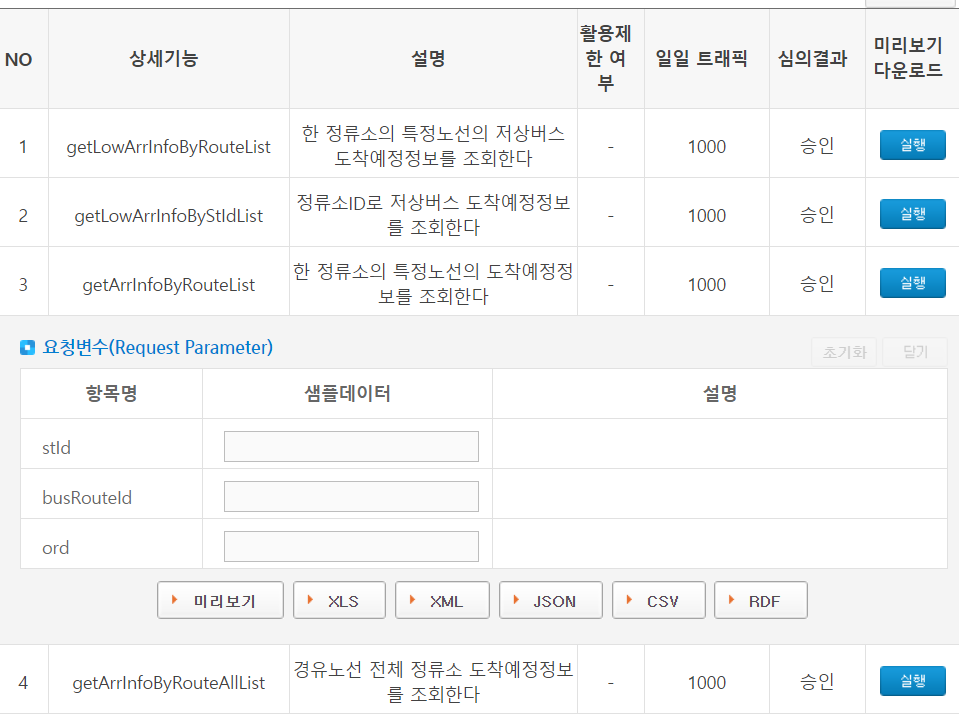 NO 상세기능 설명 활용제한 여부 일일 트래픽 심의결과 미리보기 다운로드
1 getLowArrInfoByRouteList 한 정류소의 특정노선의 저상버스 도착예정정보를 조회한다 - 1000 승인 실행
2 getLowArrInfoByStIdList 정류소ID로 저상버스 도착예정정보를 조회한다 - 1000 승인 실행
3 getArrInfoByRouteList 한 정류소의 특정노선의 도착예정정보를 조회한다 - 1000 승인 실행
요청변수(Request Parameter) 초기화 닫기
항목명 샘플데이터 설명
stId
busRouteId
ord
미리보기 XLS XML JSON CSV RDF
4 getArrInfoByRouteAllList 경유노선 전체 정류소 도착예정정보를 조회한다 - 1000 승인 실행